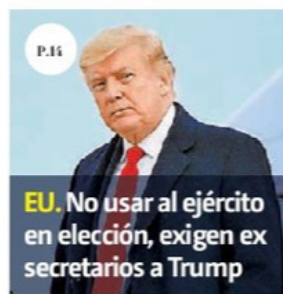 P.14
EU. No usar al ejército
en elección, exigen ex
secretarios a Trump